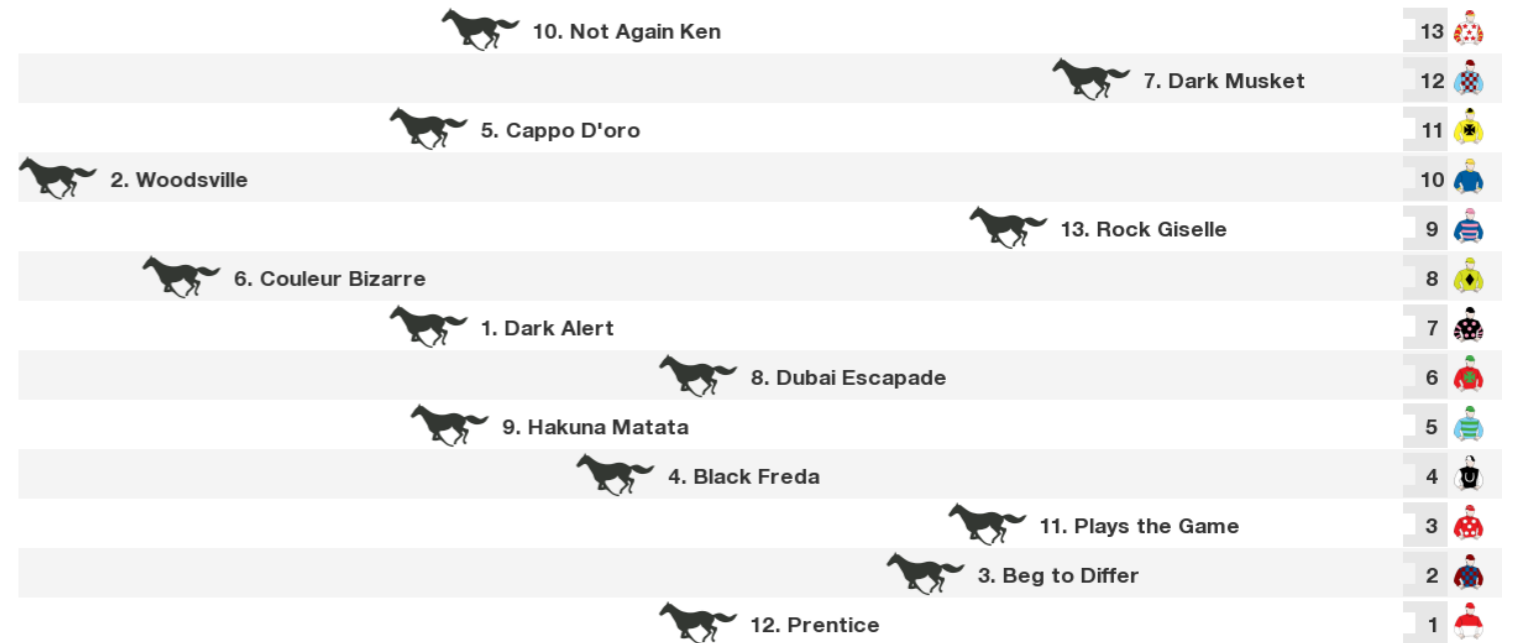 10. Not Again Ken 13
7. Dark Musket 12
5. Cappo D'oro 11
2. Woodsville 10
13. Rock Giselle 9
6. Couleur Bizarre 8
1. Dark Alert 7
8. Dubai Escapade 6
9. Hakuna Matata 5
4. Black Freda 4
11. Plays the Game 3
3. Beg to Differ 2
12. Prentice 1